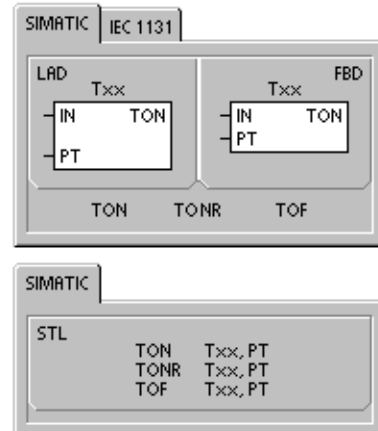 SIMATIC IEC 1131
LAD FBD
Txx Txx
IN TON IN TON
PT PT
TON TONR TOF
SIMATIC
STL
TON Txx, PT
TONR Txx, PT
TOF Txx, PT